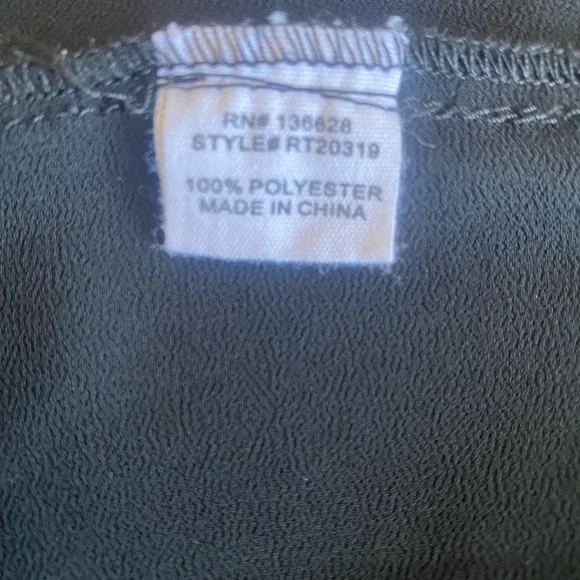 RN# 136628
STYLE# RT20319
100% POLYESTER
MADE IN CHINA